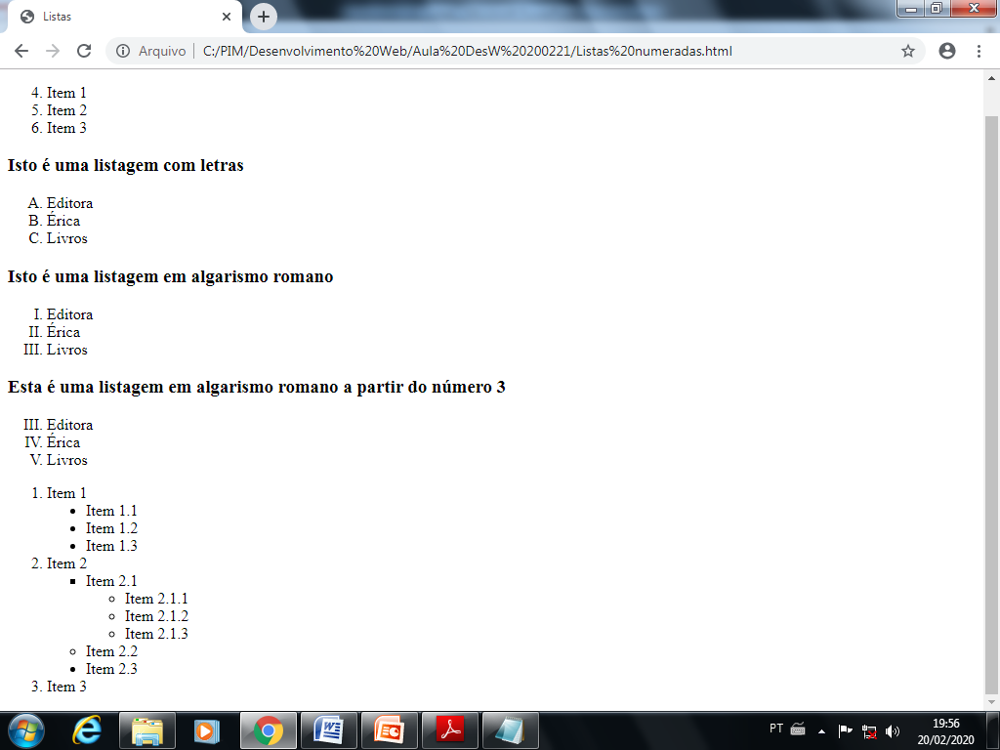 Listas
Arquivo C:/PIM/Desenvolvimento%20Web/Aula%20DesW%20200221/Listas%20numeradas.html
4. Item 1
5. Item 2
6. Item 3
Isto é uma listagem com letras
A. Editora
B. Érica
C. Livros
Isto é uma listagem em algarismo romano
I. Editora
II. Érica
III. Livros
Esta é uma listagem em algarismo romano a partir do número 3
III. Editora
IV. Érica
V. Livros
1. Item 1
• Item 1.1
• Item 1.2
• Item 1.3
2. Item 2
▪ Item 2.1
◦ Item 2.1.1
◦ Item 2.1.2
◦ Item 2.1.3
◦ Item 2.2
• Item 2.3
3. Item 3
PT
19:56
20/02/2020